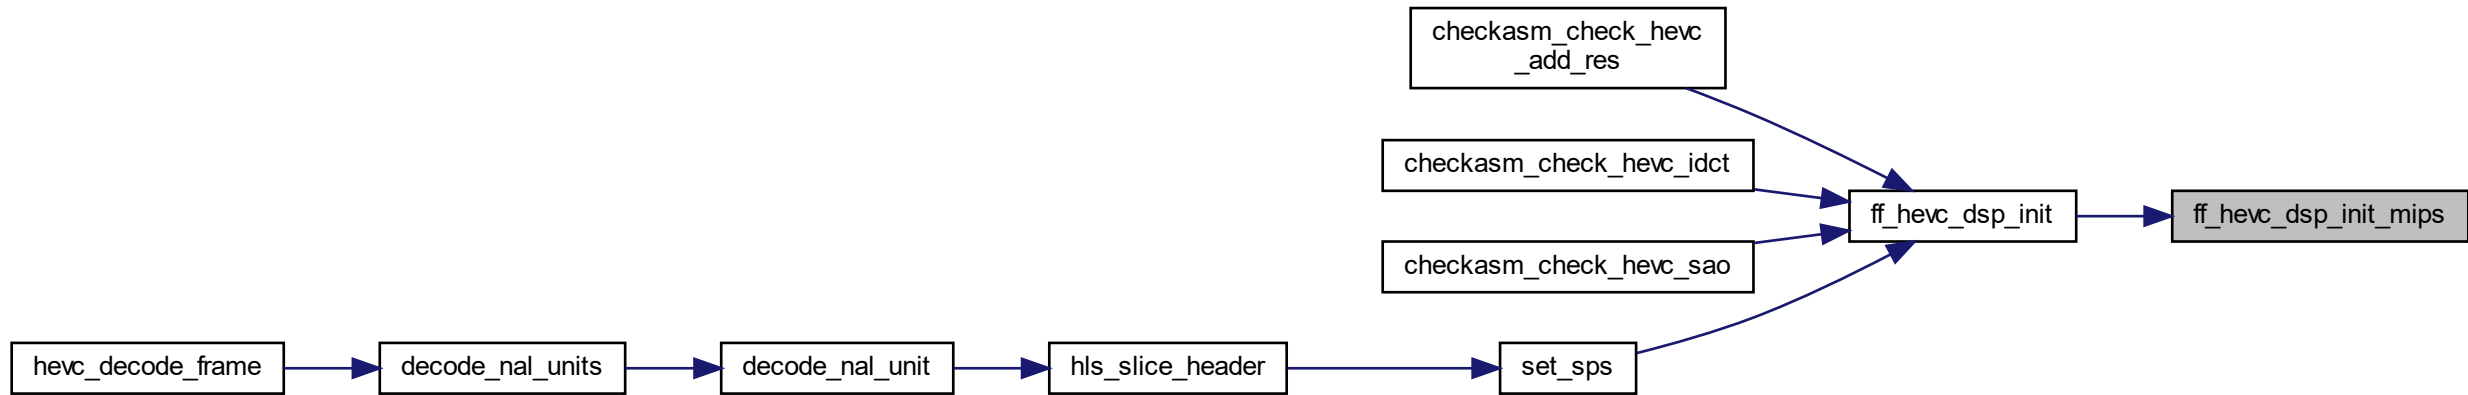 checkasm_check_hevc
_add_res
checkasm_check_hevc_idct
ff_hevc_dsp_init
ff_hevc_dsp_init_mips
checkasm_check_hevc_sao
hevc_decode_frame
decode_nal_units
decode_nal_unit
hls_slice_header
set_sps